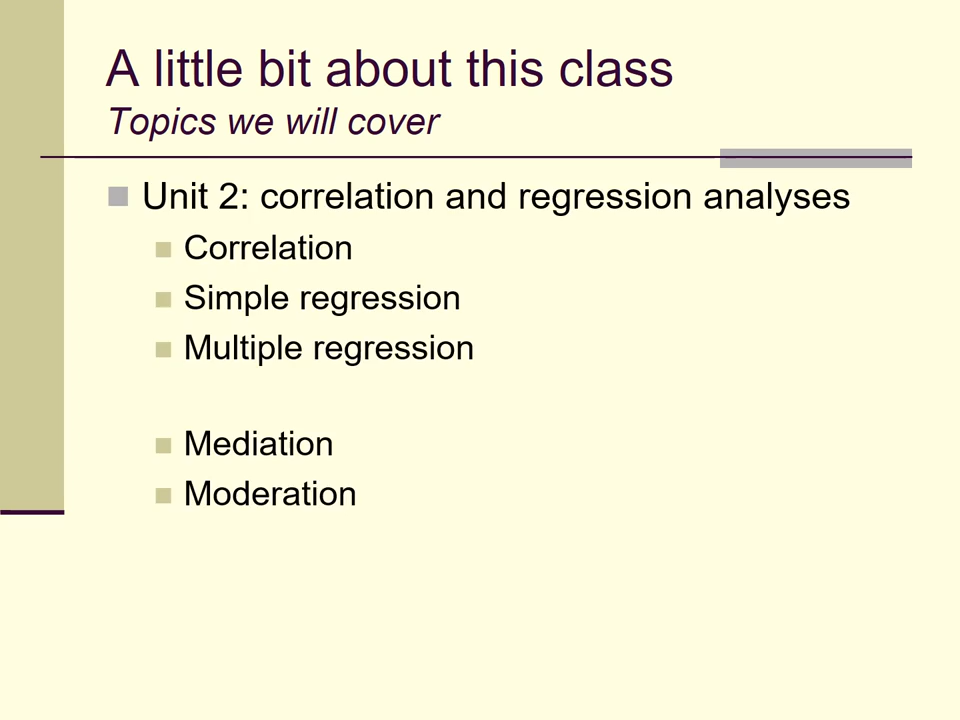 A little bit about this class
Topics we will cover
Unit 2: correlation and regression analyses
Correlation
Simple regression
Multiple regression
Mediation
Moderation